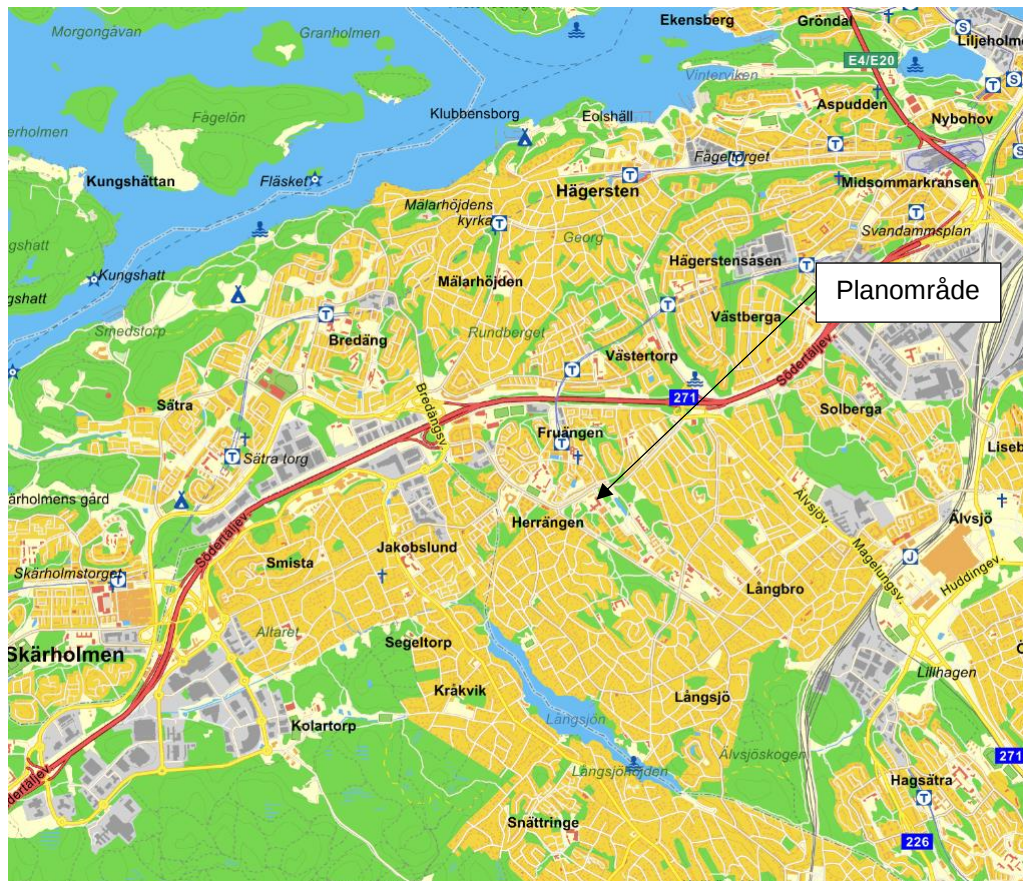 Morgongåvan
Granholmen
Ekensberg
Gröndal
S
Liljeholm
E4/E20
Vinterviken
Fågelön
Klubbensborg
Eolshäll
Aspudden
T
S
Nybohov
erholmen
T
Fågeltorget
S
Kungshättan
Fläsket
T
Hägersten
Midsommarkransen
Mälarhöjdens
kyrka
T
T
Svandammsplan
gshatt
Georg
Kungshatt
Hägerstensåsen
T
gshatt
Mälarhöjden
Planområde
T
T
Västberga
Smedstorp
Rundberget
Bredäng
Västertorp
T
Södertäljev.
Bredängsv.
271
Sätra
Solberga
Fruängen
T
Liseb
T
Sätra torg
ärholmens gård
Herrängen
Älvsjöv.
Älvsjö
Södertäljev.
Jakobslund
Smista
J
Skärholmstorget
T
Magelungsv.
Huddingev.
Långbro
Altaret
Segeltorp
Skärholmen
Lillhagen
Kråkvik
Långsjö
Kolartorp
Långsjön
Älvsjöskogen
271
Långsjöhöjden
dertäljev.
Hagsätra
T
Snättringe
226